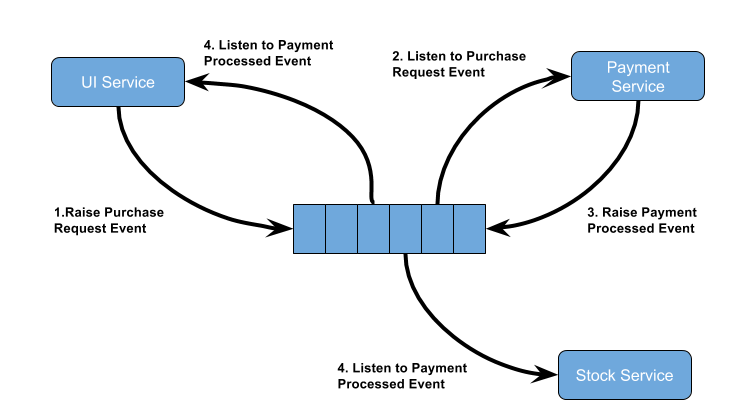 4. Listen to Payment
Processed Event
2. Listen to Purchase
Request Event
UI Service
Payment
Service
1.Raise Purchase
Request Event
3. Raise Payment
Processed Event
4. Listen to Payment
Processed Event
Stock Service